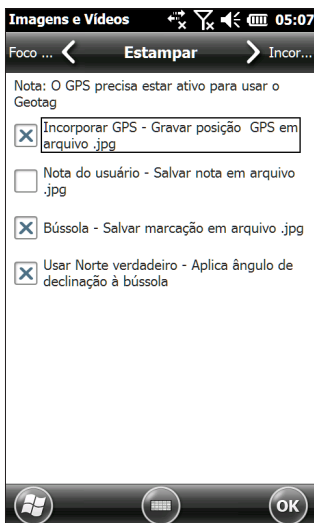 Imagens e Vídeos 05:07
Foco ... Estampar Incor...
Nota: O GPS precisa estar ativo para usar o
Geotag
Incorporar GPS - Gravar posição GPS em
arquivo .jpg
Nota do usuário - Salvar nota em arquivo
.jpg
Bússola - Salvar marcação em arquivo .jpg
Usar Norte verdadeiro - Aplica ângulo de
declinação à bússola
OK